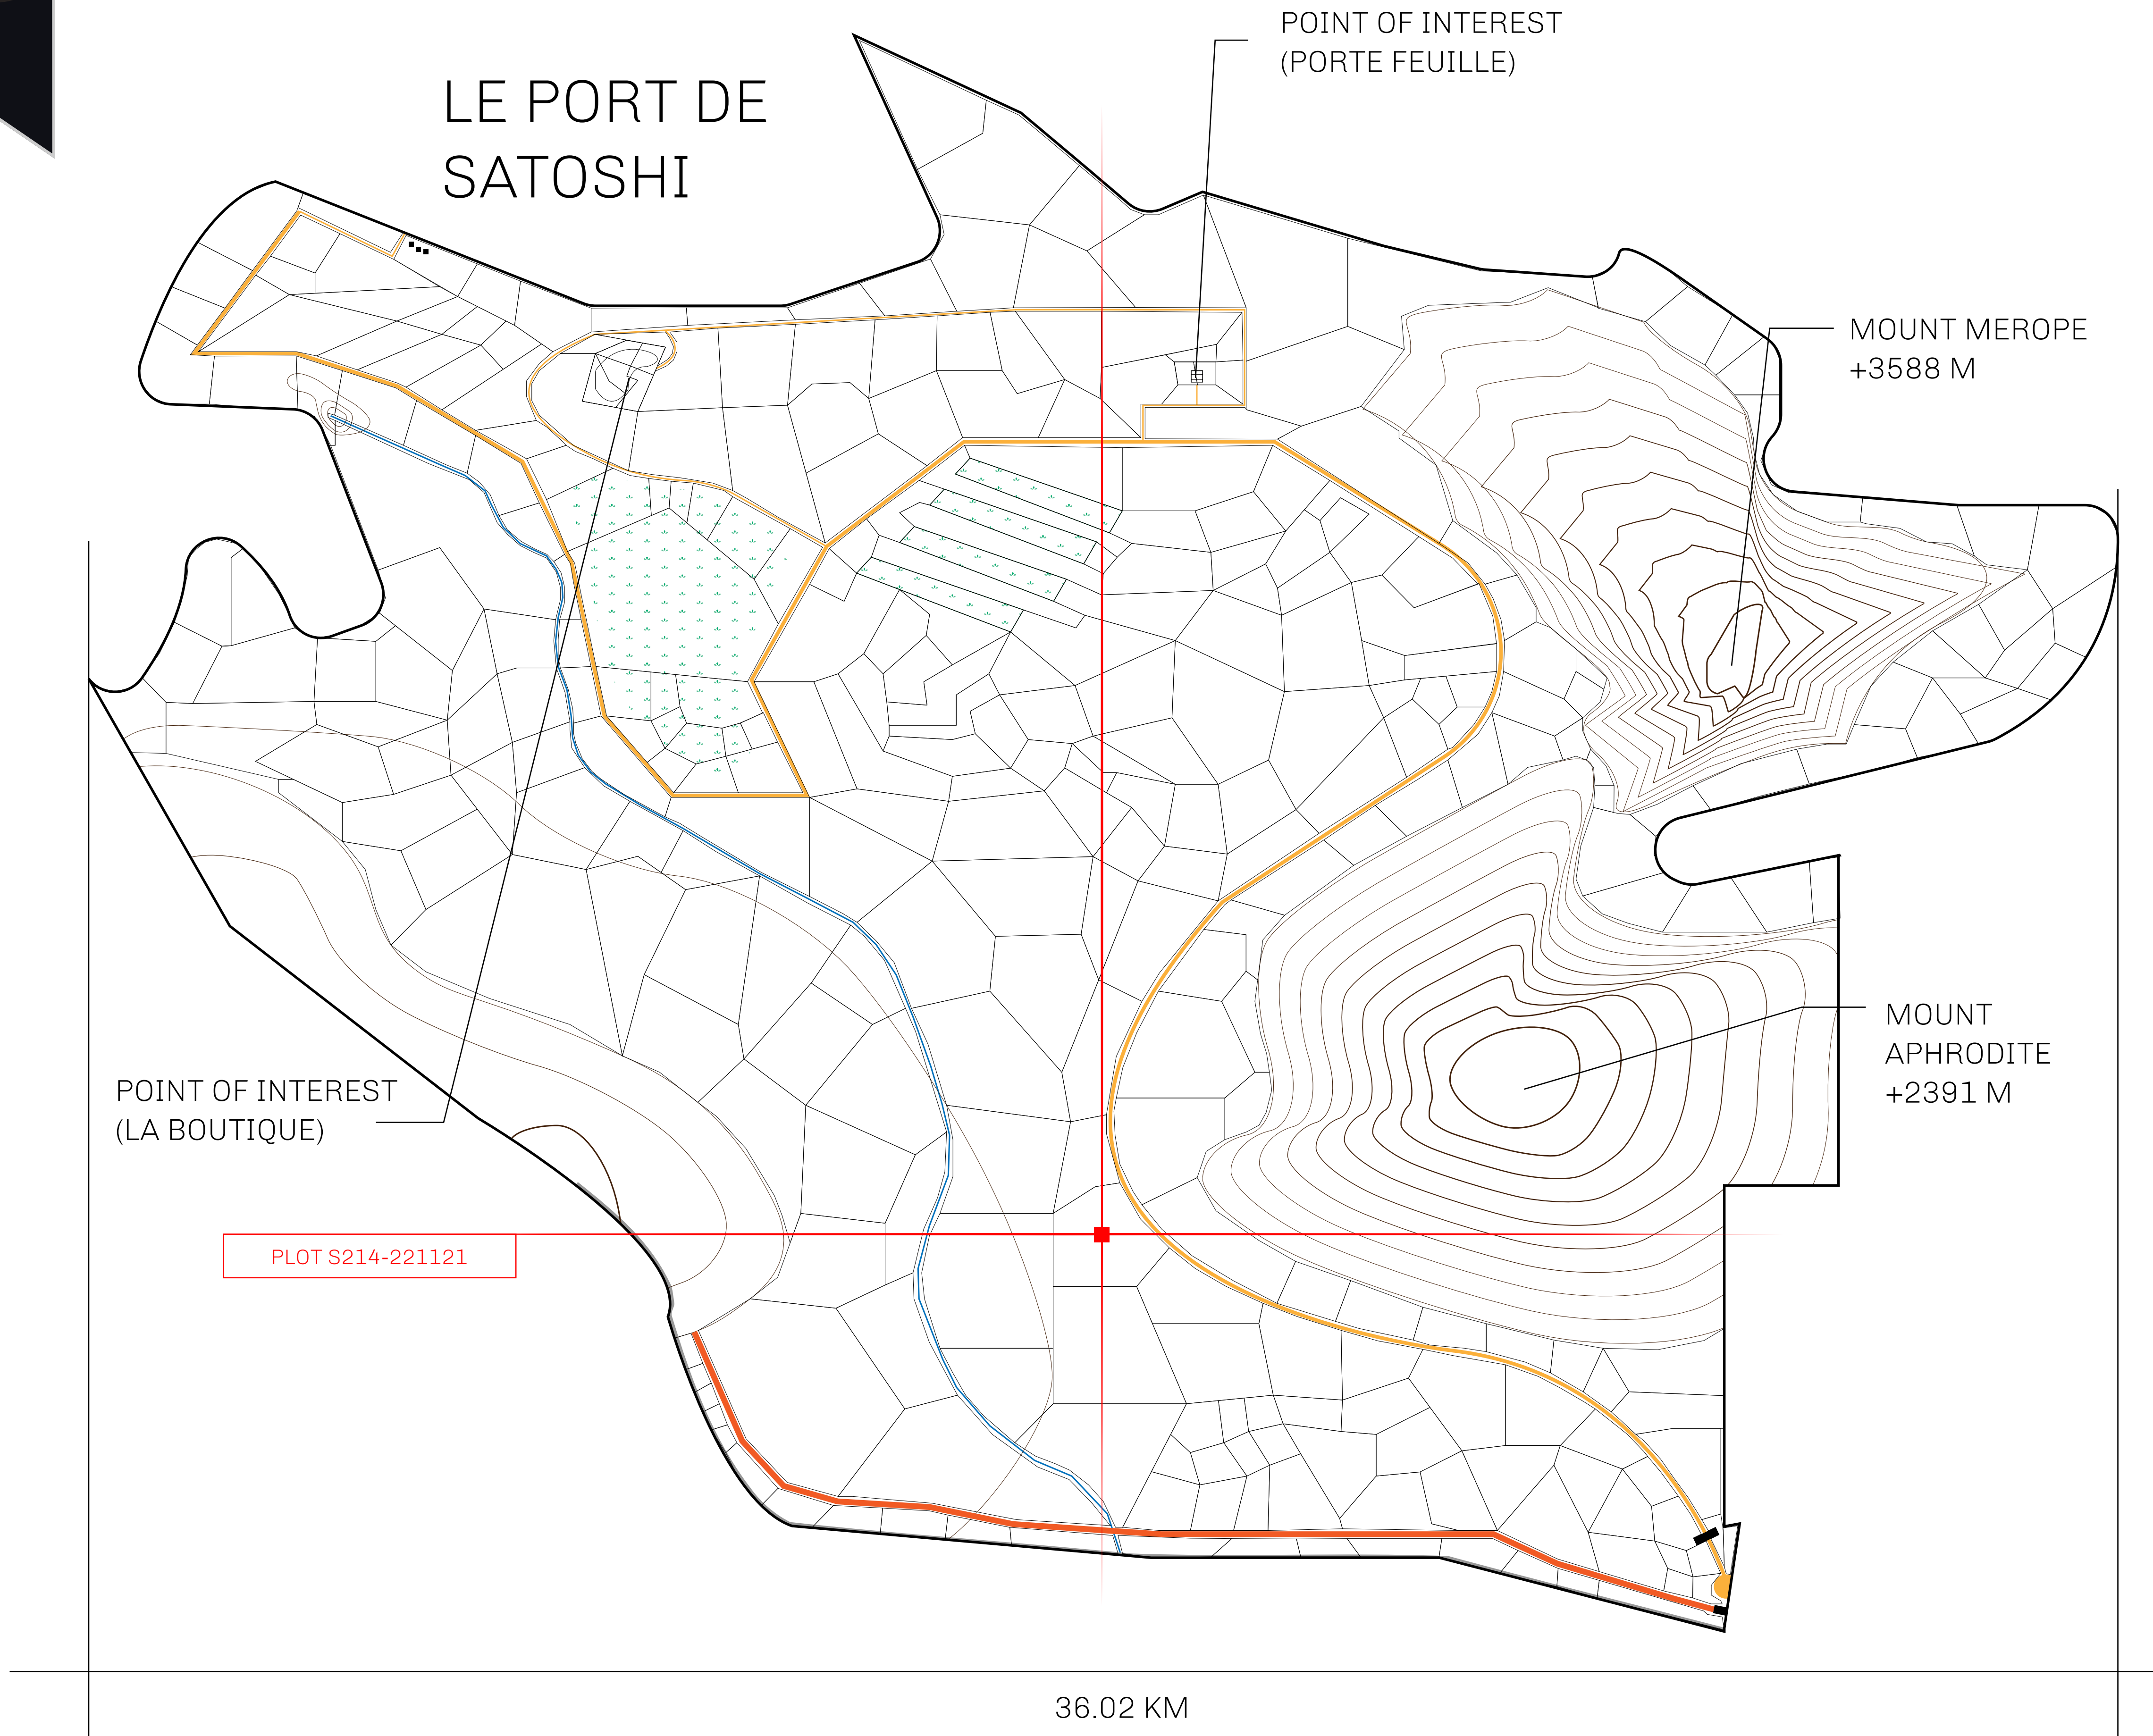 POINT OF INTEREST
(PORTE FEUILLE)
LE PORT DE
SATOSHI
MOUNT MEROPE
+3588 M
MOUNT
APHRODITE
+2391 M
POINT OF INTEREST
(LA BOUTIQUE)
PLOT S214-221121
36.02 KM